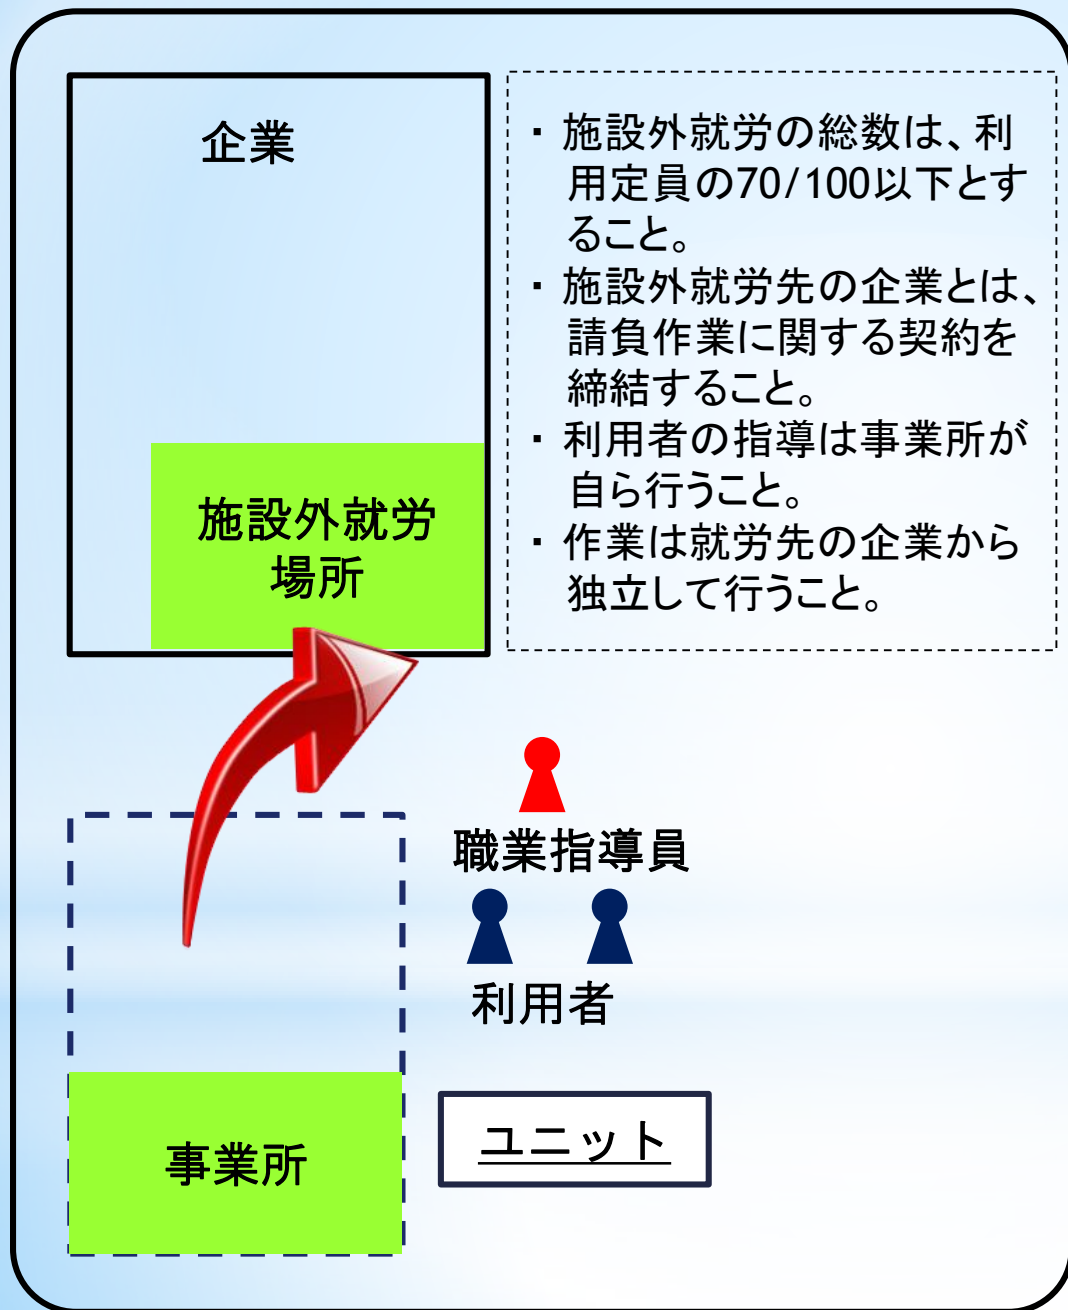 企業
・ 施設外就労の総数は、利
用定員の70/100以下とす
ること。
・ 施設外就労先の企業とは、
請負作業に関する契約を
締結すること。
・ 利用者の指導は事業所が
自ら行うこと。
・ 作業は就労先の企業から
独立して行うこと。
施設外就労
場所
職業指導員
利用者
ユニット
事業所